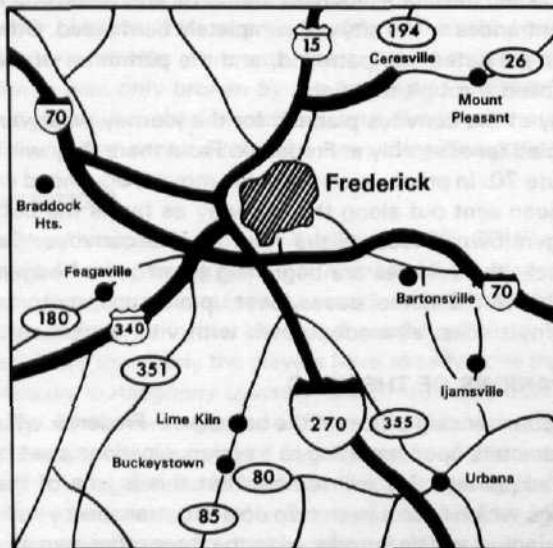 15
194
Ceresville
26
Mount
Pleasant
70
Frederick
Braddock
Hts.
Feagaville
Bartonsville
70
180
340
351
Ijamsville
Lime Kiln
270
355
Buckeystown
80
Urbana
85